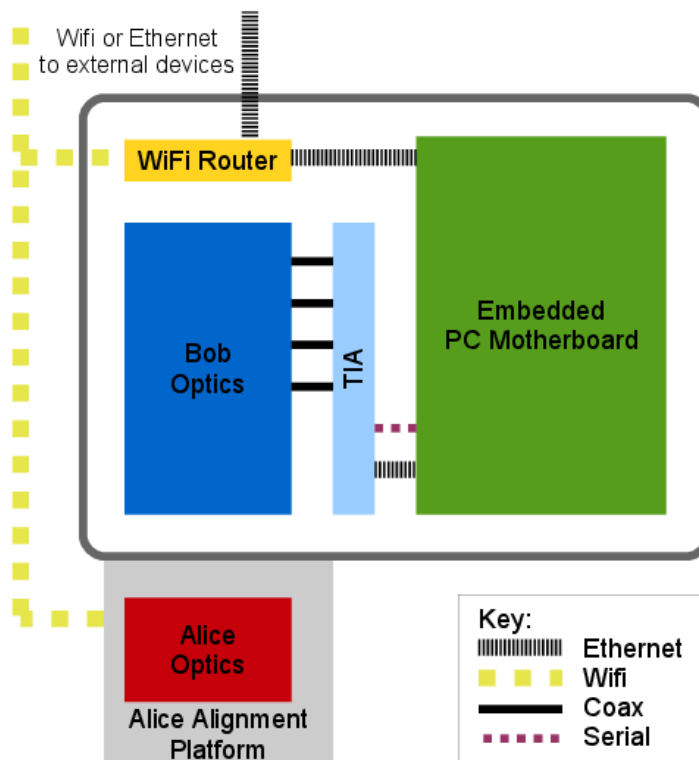 Wifi or Ethernet
to external devices
WiFi Router
Embedded
PC Motherboard
Bob
Optics
TIA
Alice
Optics
Alice Alignment
Platform
Key:
Ethernet
Wifi
Coax
Serial